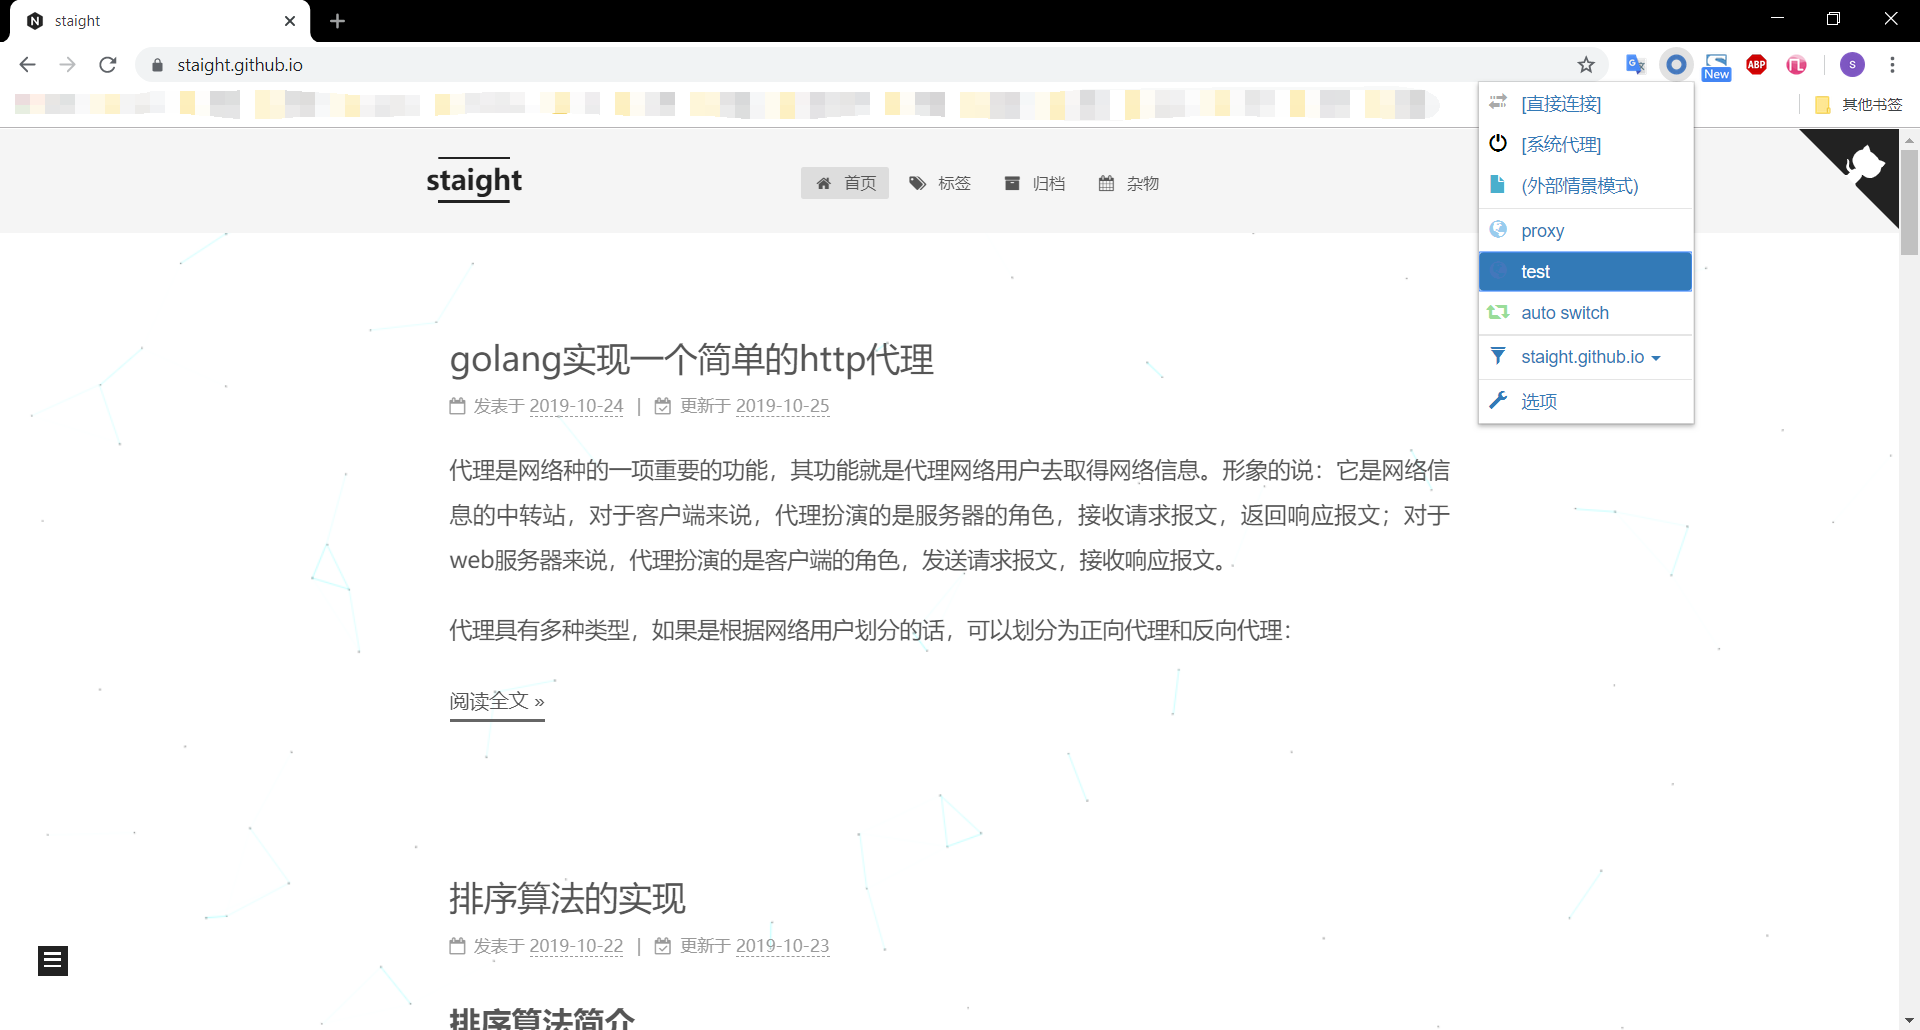 staight
staight.github.io
New
ABP
S
其他书签
[直接连接]
[系统代理]
(外部情景模式)
proxy
test
auto switch
staight.github.io
选项
staight
首页
标签
归档
杂物
golang实现一个简单的http代理
发表于 2019-10-24 | 更新于 2019-10-25
代理是网络种的一项重要的功能，其功能就是代理网络用户去取得网络信息。形象的说：它是网络信
息的中转站，对于客户端来说，代理扮演的是服务器的角色，接收请求报文，返回响应报文；对于
web服务器来说，代理扮演的是客户端的角色，发送请求报文，接收响应报文。
代理具有多种类型，如果是根据网络用户划分的话，可以划分为正向代理和反向代理：
阅读全文 »
排序算法的实现
发表于 2019-10-22 | 更新于 2019-10-23
排序算法简介